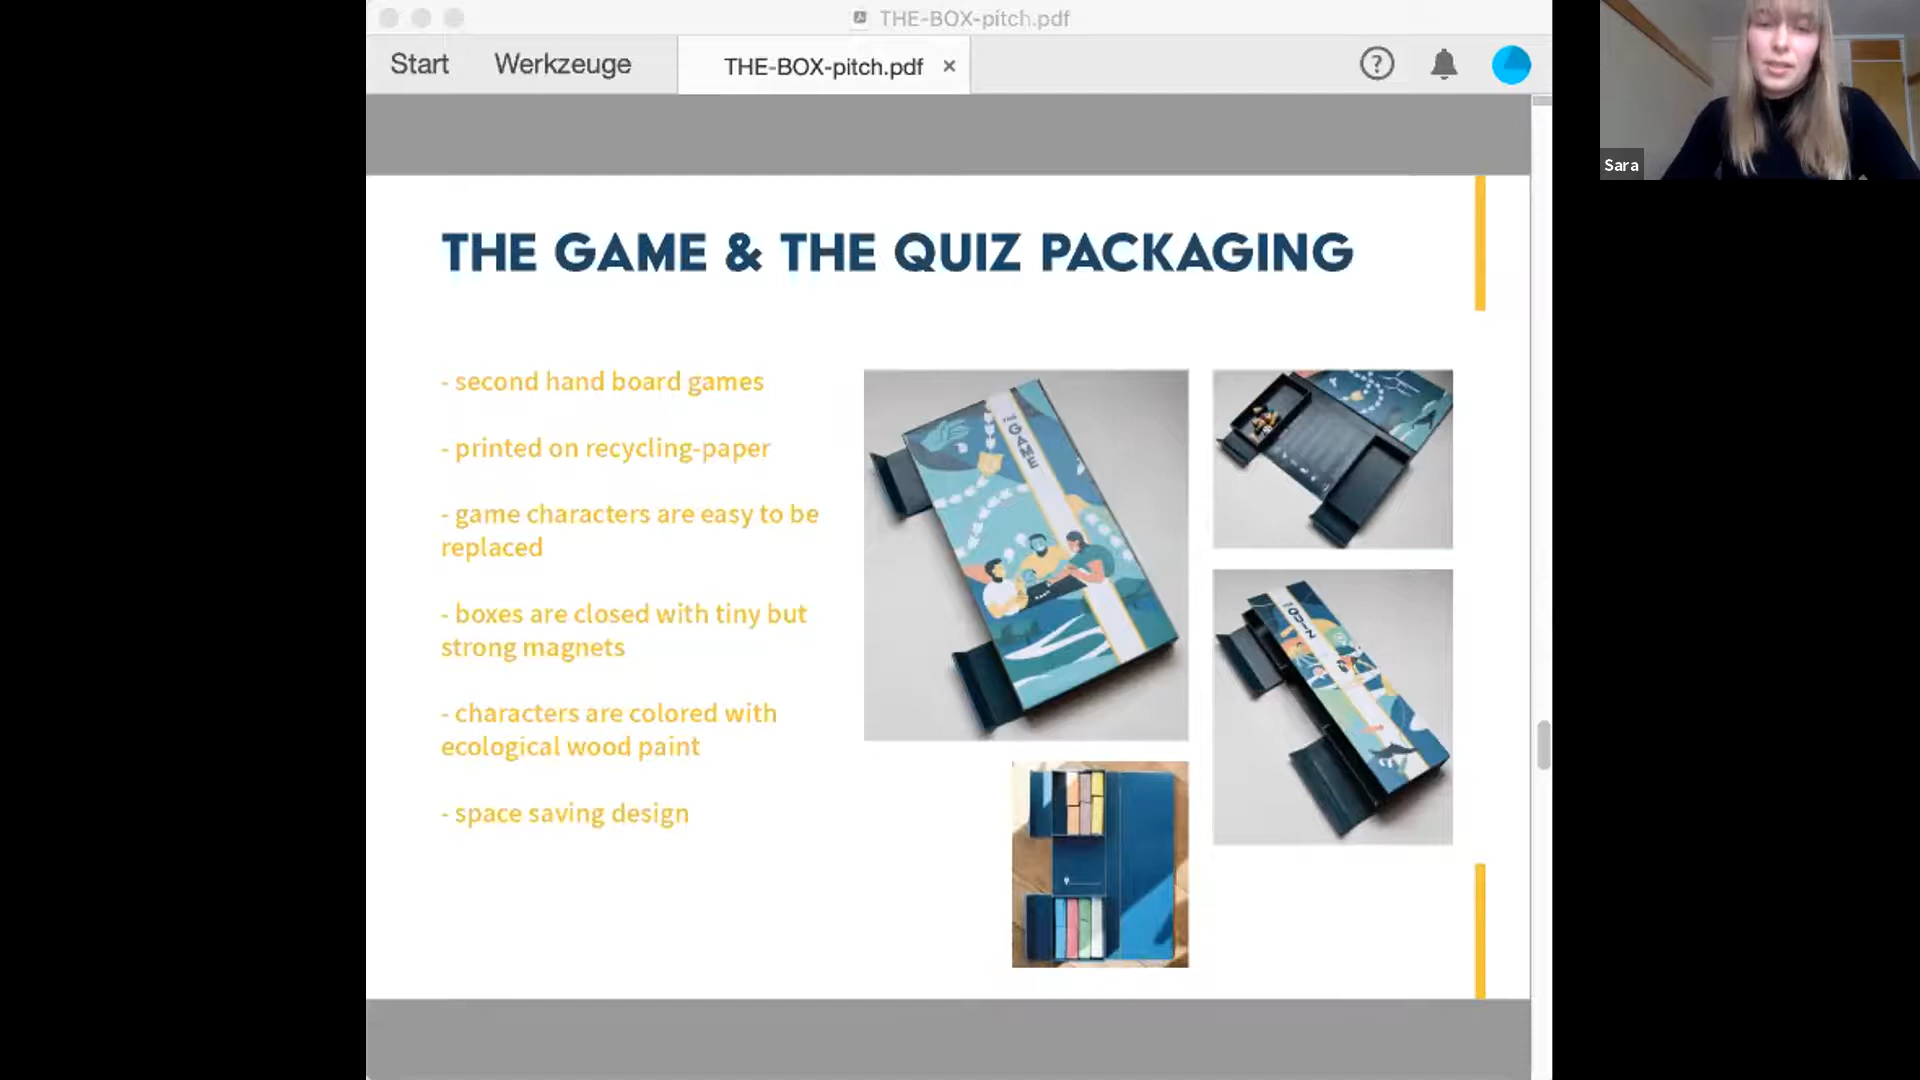 THE-BOX-pitch.pdf
Start
Werkzeuge
THE-BOX-pitch.pdf
Sara
THE GAME & THE QUIZ PACKAGING
- second hand board games
- printed on recycling-paper
- game characters are easy to be
replaced
- boxes are closed with tiny but
strong magnets
- characters are colored with
ecological wood paint
- space saving design
THE
GAME
QUIZ